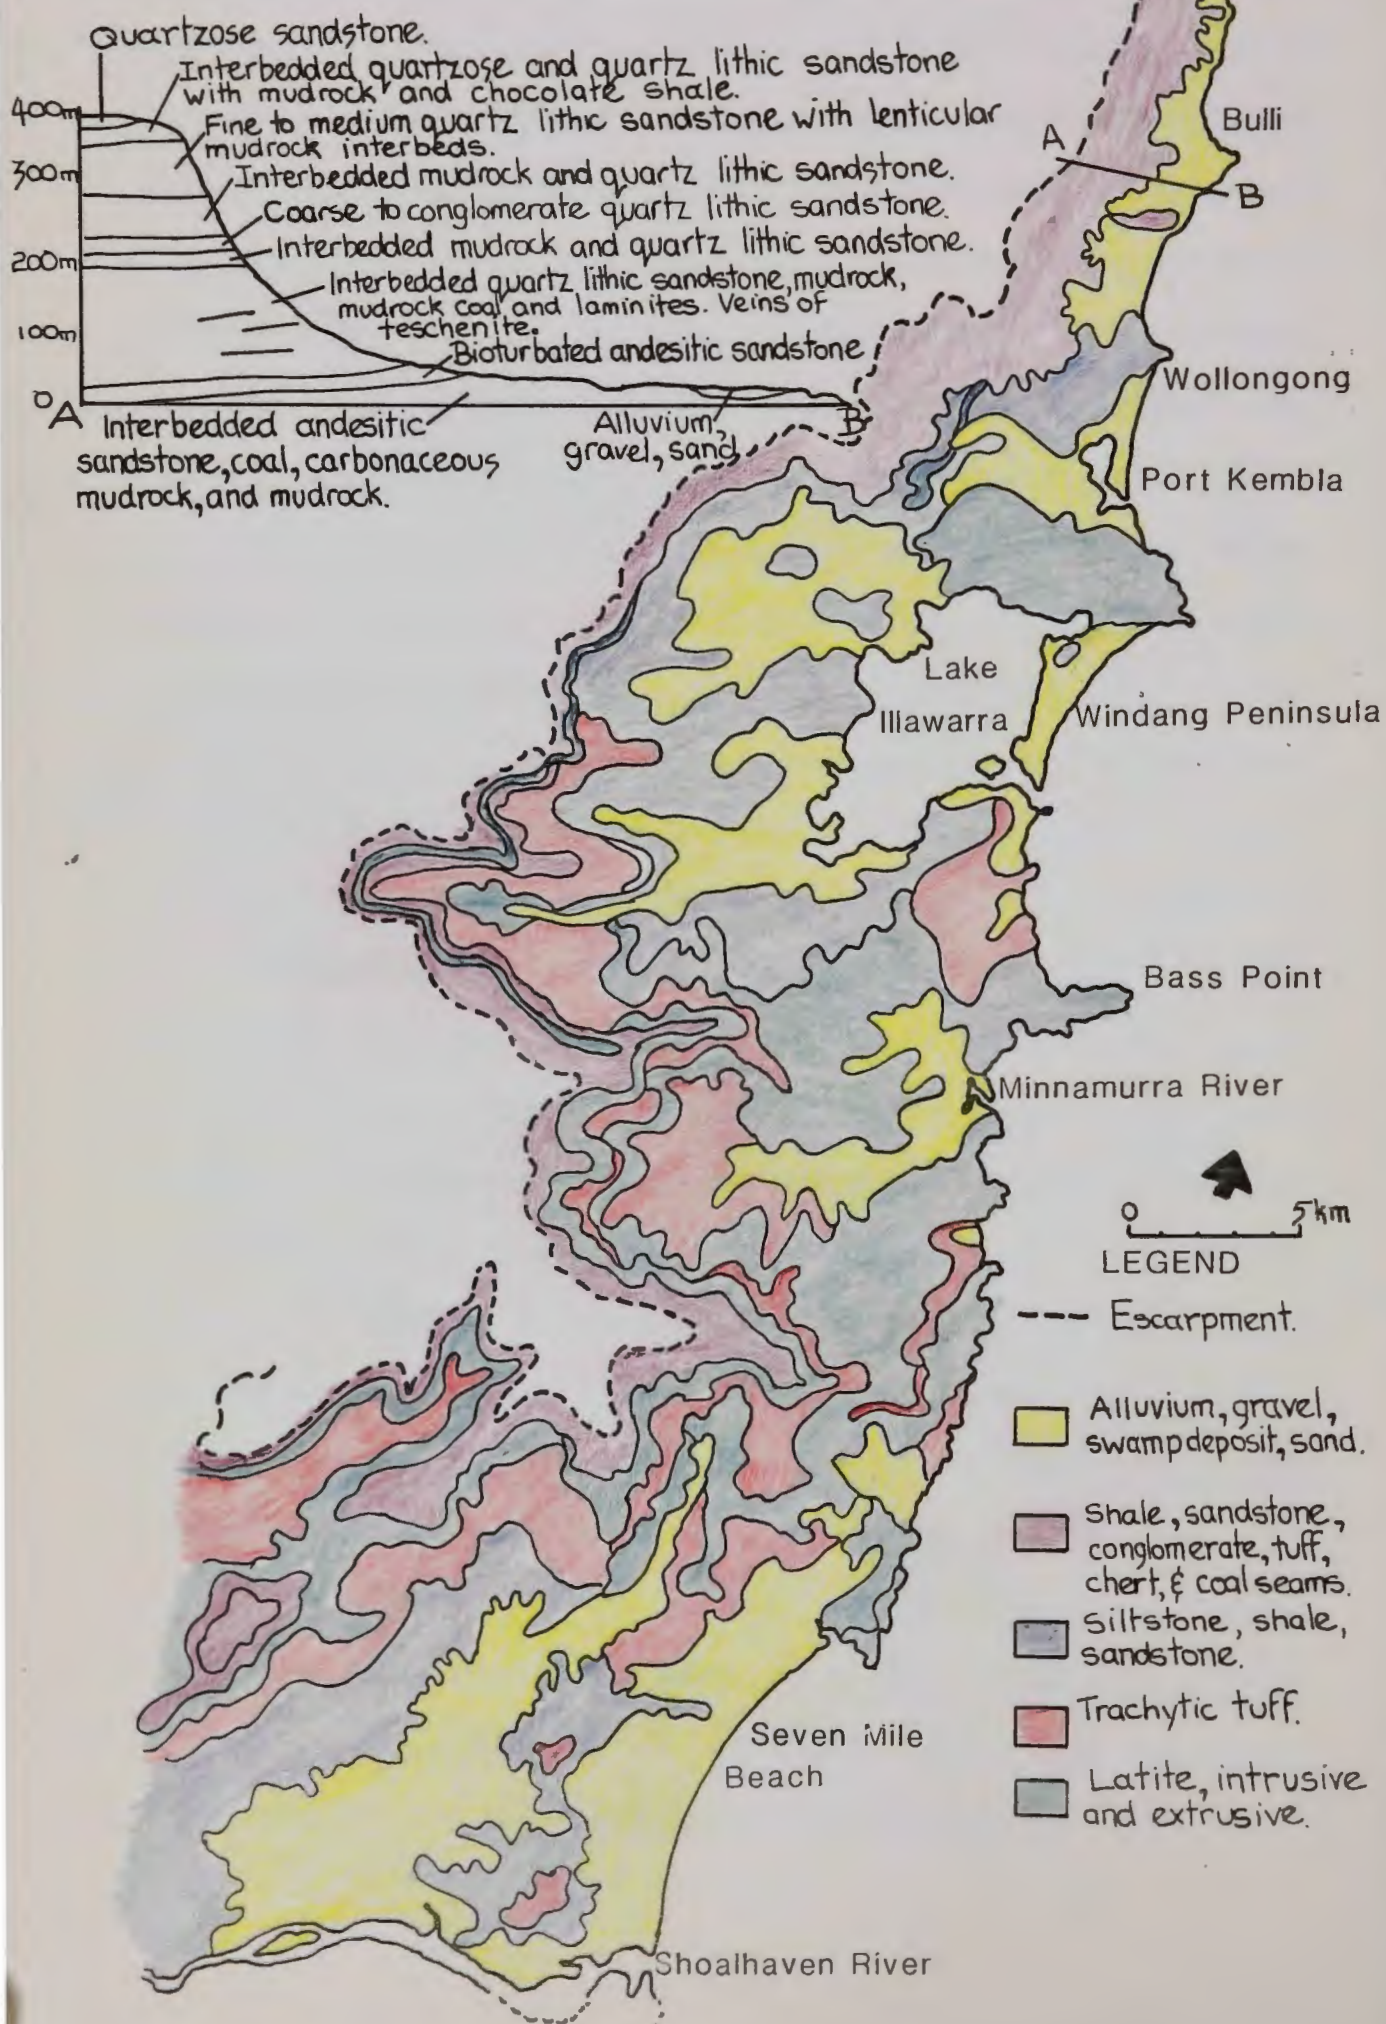 Quartzose sandstone.
Interbedded quartzose and quartz lithic sandstone
with mudrock and chocolate shale.
400m
Fine to medium quartz lithic sandstone with lenticular
mudrock interbeds.
300m
Interbedded mudrock and quartz lithic sandstone.
Coarse to conglomerate quartz lithic sandstone.
200m
Interbedded mudrock and quartz lithic sandstone.
Interbedded quartz lithic sandstone, mudrock,
mudrock coal and laminites. Veins of
teschenite.
100m
Bioturbated andesitic sandstone
0
A
B
Interbedded andesitic
sandstone, coal, carbonaceous
mudrock, and mudrock.
Alluvium,
gravel, sand
A
Bulli
B
Wollongong
Port Kembla
Lake
Illawarra
Windang Peninsula
Bass Point
Minnamurra River
0 5km
LEGEND
Escarpment.
Alluvium, gravel,
swamp deposit, sand.
Shale, sandstone,
conglomerate, tuff,
chert, & coal seams.
Siltstone, shale,
sandstone.
Trachytic tuff.
Latite, intrusive
and extrusive.
Seven Mile
Beach
Shoalhaven River